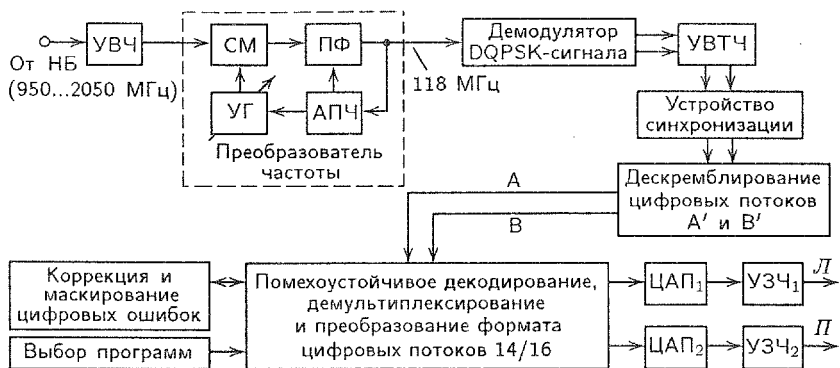 УВЧ
От НБ
(950...2050 МГц)
СМ
ПФ
УГ
АПЧ
Преобразователь
частоты
118 МГц
Демодулятор
DQPSK-сигнала
УВТЧ
Устройство
синхронизации
Дескремблирование
цифровых потоков
A′ и B′
A
B
Коррекция и
маскирование
цифровых ошибок
Выбор программ
Помехоустойчивое декодирование,
демультиплексирование
и преобразование формата
цифровых потоков 14/16
ЦАП₁
УЗЧ₁
Л
ЦАП₂
УЗЧ₂
П